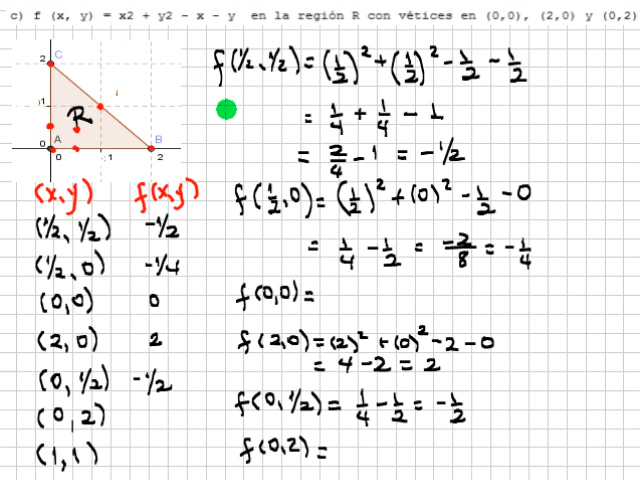 c) f (x, y) = x2 + y2 - x - y en la región R con vétices en (0,0), (2,0) y (0,2)
2 C
1 R
0 A B
0 1 2
f(1/2, 1/2) = (1/2)² + (1/2)² - 1/2 - 1/2
= 1/4 + 1/4 - 1
= 2/4 - 1 = -1/2
(x,y) f(x,y)
(1/2, 1/2) -1/2
(1/2, 0) -1/4
(0,0) 0
(2,0) 2
(0, 1/2) -1/2
(0,2)
(1,1)
f(1/2, 0) = (1/2)² + (0)² - 1/2 - 0
= 1/4 - 1/2 = -2/8 = -1/4
f(0,0) =
f(2,0) = (2)² + (0)² - 2 - 0
= 4 - 2 = 2
f(0, 1/2) = 1/4 - 1/2 = -1/2
f(0,2) =